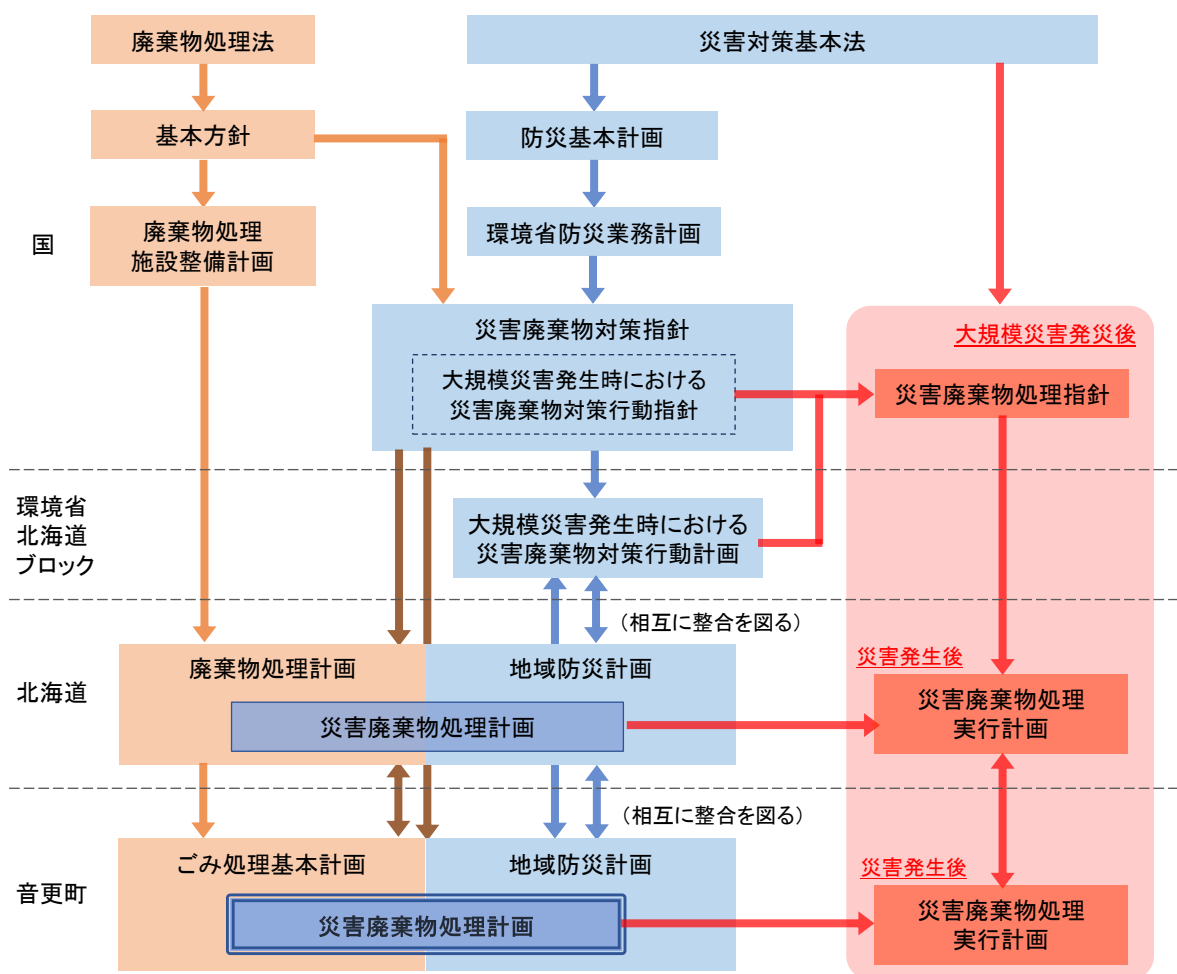 廃棄物処理法
災害対策基本法
基本方針
防災基本計画
国
廃棄物処理
施設整備計画
環境省防災業務計画
災害廃棄物対策指針
大規模災害発生時における
災害廃棄物対策行動指針
大規模災害発災後
災害廃棄物処理指針
環境省
北海道
ブロック
大規模災害発生時における
災害廃棄物対策行動計画
(相互に整合を図る)
北海道
廃棄物処理計画
地域防災計画
災害廃棄物処理計画
災害発生後
災害廃棄物処理
実行計画
(相互に整合を図る)
音更町
ごみ処理基本計画
地域防災計画
災害廃棄物処理計画
災害発生後
災害廃棄物処理
実行計画